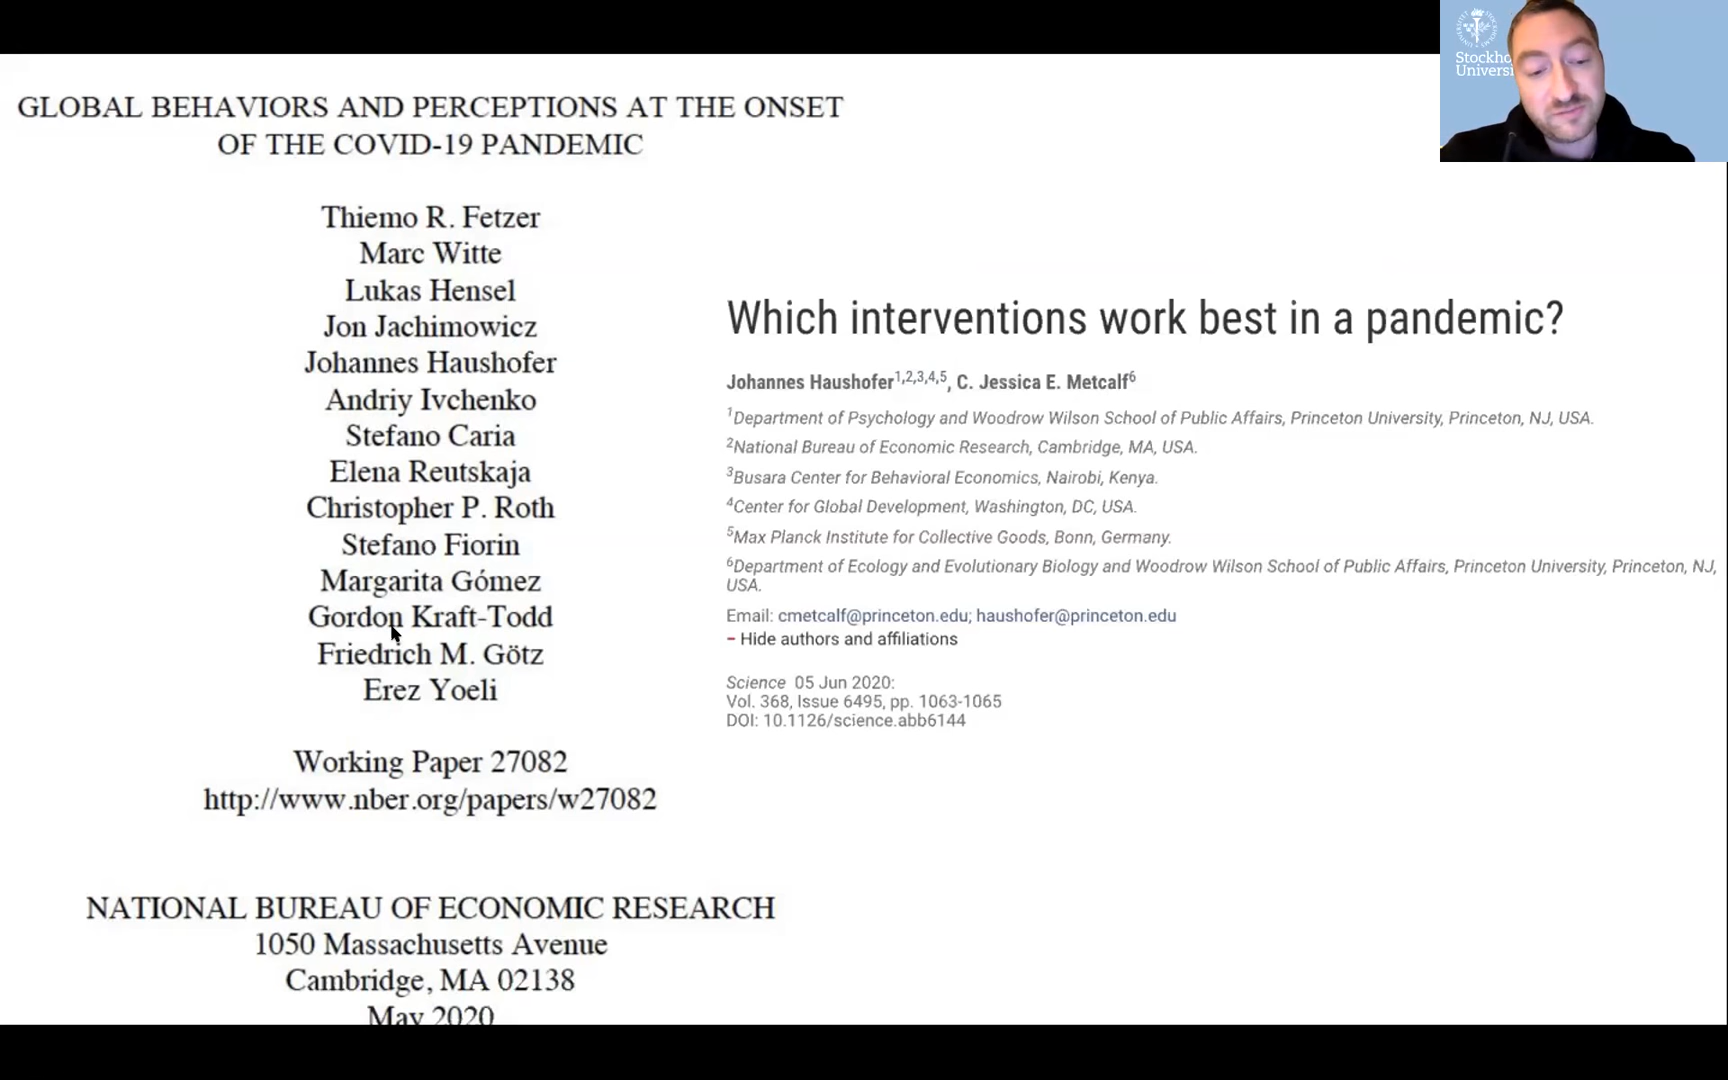 GLOBAL BEHAVIORS AND PERCEPTIONS AT THE ONSET
OF THE COVID-19 PANDEMIC
Thiemo R. Fetzer
Marc Witte
Lukas Hensel
Jon Jachimowicz
Johannes Haushofer
Andriy Ivchenko
Stefano Caria
Elena Reutskaja
Christopher P. Roth
Stefano Fiorin
Margarita Gómez
Gordon Kraft-Todd
Friedrich M. Götz
Erez Yoeli
Working Paper 27082
http://www.nber.org/papers/w27082
NATIONAL BUREAU OF ECONOMIC RESEARCH
1050 Massachusetts Avenue
Cambridge, MA 02138
May 2020
Which interventions work best in a pandemic?
Johannes Haushofer1,2,3,4,5, C. Jessica E. Metcalf6
1Department of Psychology and Woodrow Wilson School of Public Affairs, Princeton University, Princeton, NJ, USA.
2National Bureau of Economic Research, Cambridge, MA, USA.
3Busara Center for Behavioral Economics, Nairobi, Kenya.
4Center for Global Development, Washington, DC, USA.
5Max Planck Institute for Collective Goods, Bonn, Germany.
6Department of Ecology and Evolutionary Biology and Woodrow Wilson School of Public Affairs, Princeton University, Princeton, NJ,
USA.
Email: cmetcalf@princeton.edu; haushofer@princeton.edu
– Hide authors and affiliations
Science 05 Jun 2020:
Vol. 368, Issue 6495, pp. 1063-1065
DOI: 10.1126/science.abb6144
Stockho
Universi